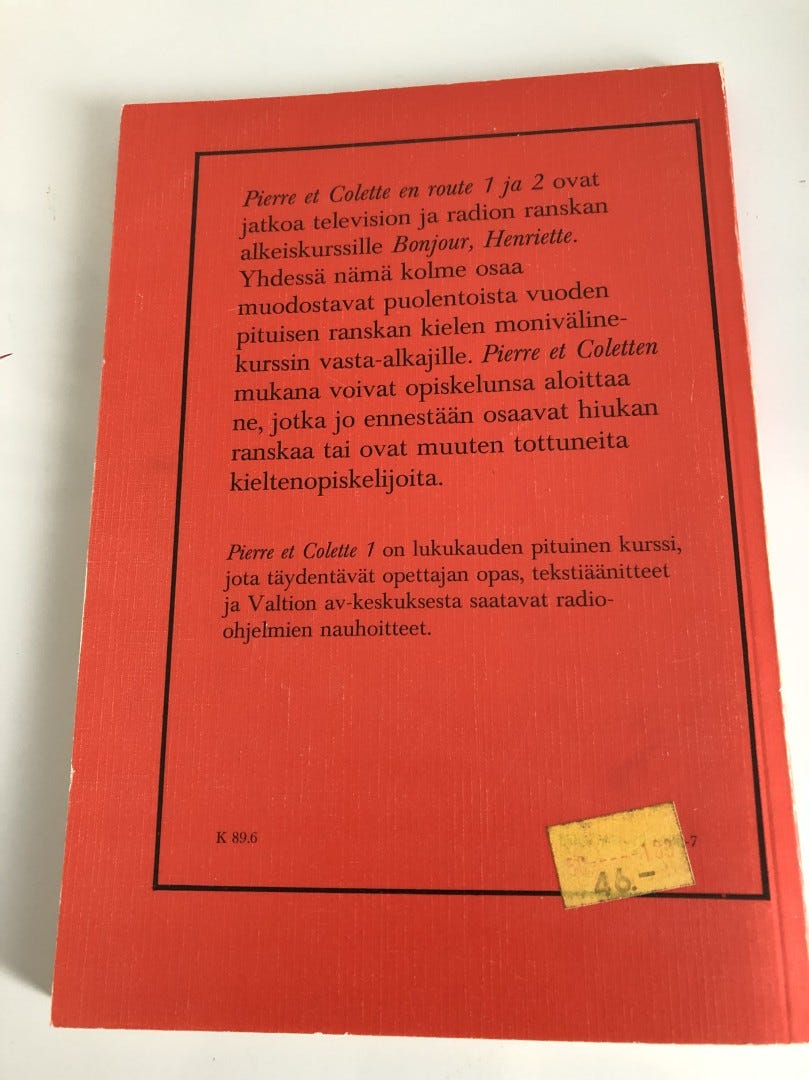 Pierre et Colette en route 1 ja 2 ovat
jatkoa television ja radion ranskan
alkeiskurssille Bonjour, Henriette.
Yhdessä nämä kolme osaa
muodostavat puolentoista vuoden
pituisen ranskan kielen moniväline-
kurssin vasta-alkajille. Pierre et Coletten
mukana voivat opiskelunsa aloittaa
ne, jotka jo ennestään osaavat hiukan
ranskaa tai ovat muuten tottuneita
kieltenopiskelijoita.
Pierre et Colette 1 on lukukauden pituinen kurssi,
jota täydentävät opettajan opas, tekstiäänitteet
ja Valtion av-keskuksesta saatavat radio-
ohjelmien nauhoitteet.
K 89.6
-7
46.-